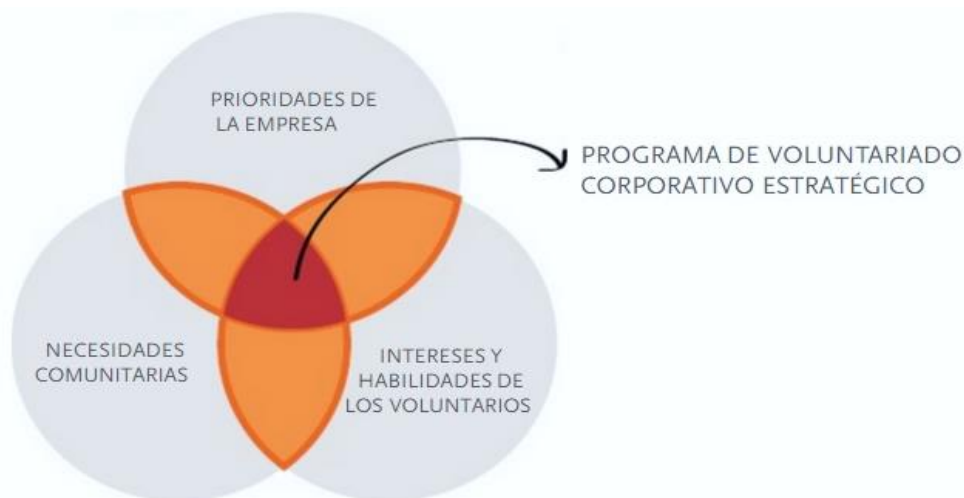 PRIORIDADES DE
LA EMPRESA
PROGRAMA DE VOLUNTARIADO
CORPORATIVO ESTRATÉGICO
NECESIDADES
COMUNITARIAS
INTERESES Y
HABILIDADES DE
LOS VOLUNTARIOS